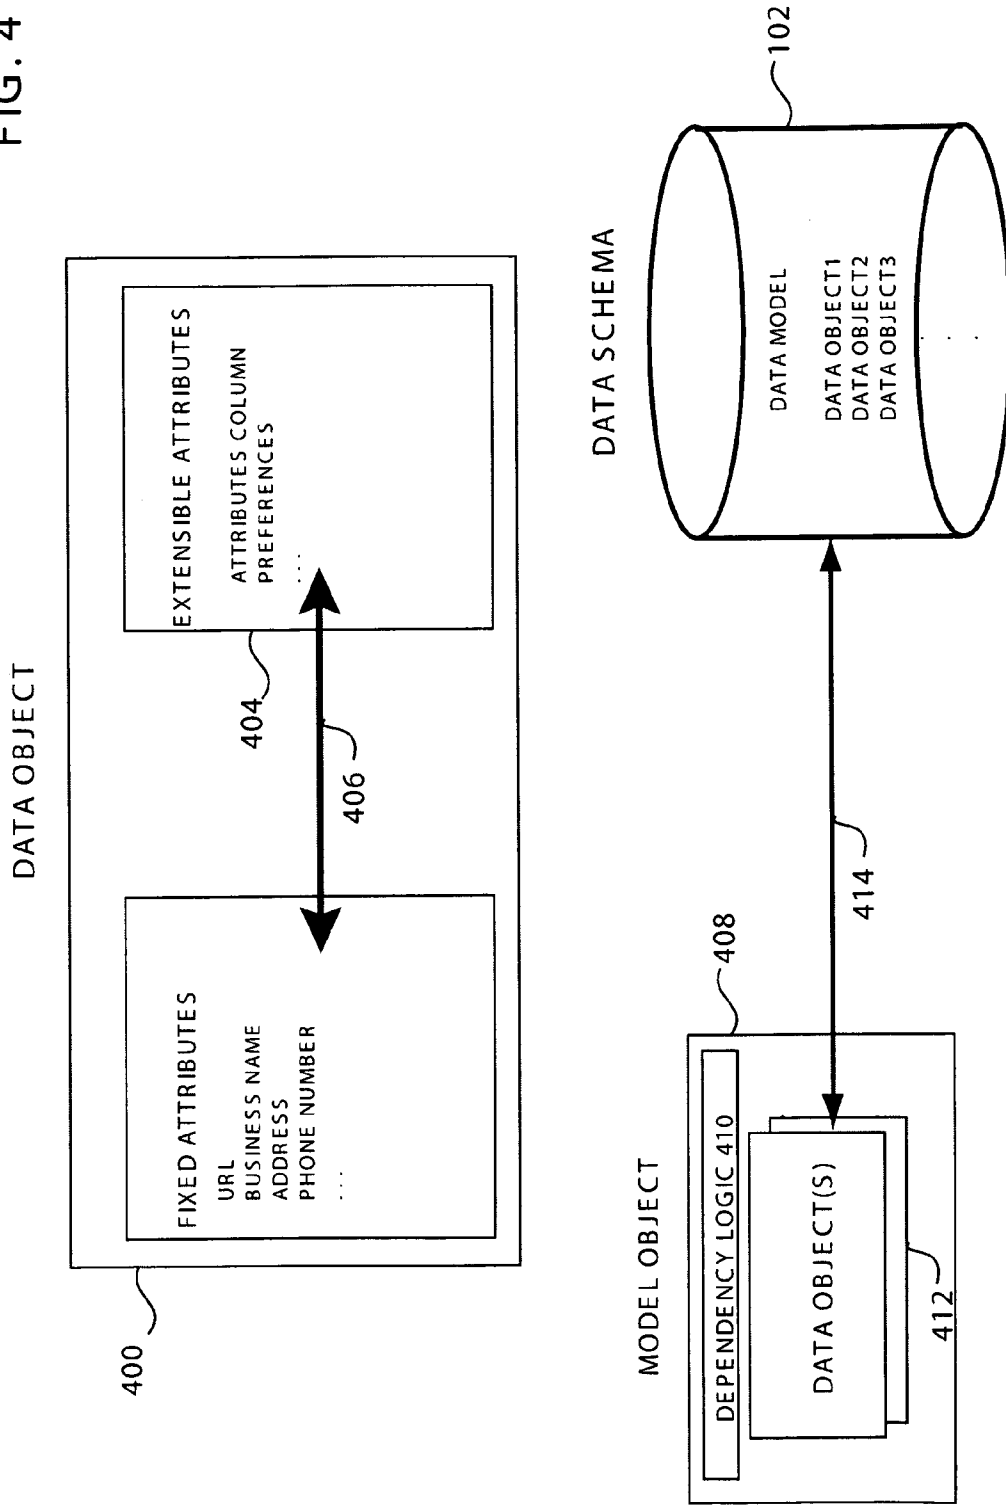 FIG. 4
DATA OBJECT
400
FIXED ATTRIBUTES
URL
BUSINESS NAME
ADDRESS
PHONE NUMBER
...
406
404
EXTENSIBLE ATTRIBUTES
ATTRIBUTES COLUMN
PREFERENCES
...
MODEL OBJECT
408
DEPENDENCY LOGIC 410
DATA OBJECT(S)
412
414
DATA SCHEMA
102
DATA MODEL
DATA OBJECT1
DATA OBJECT2
DATA OBJECT3
. . .